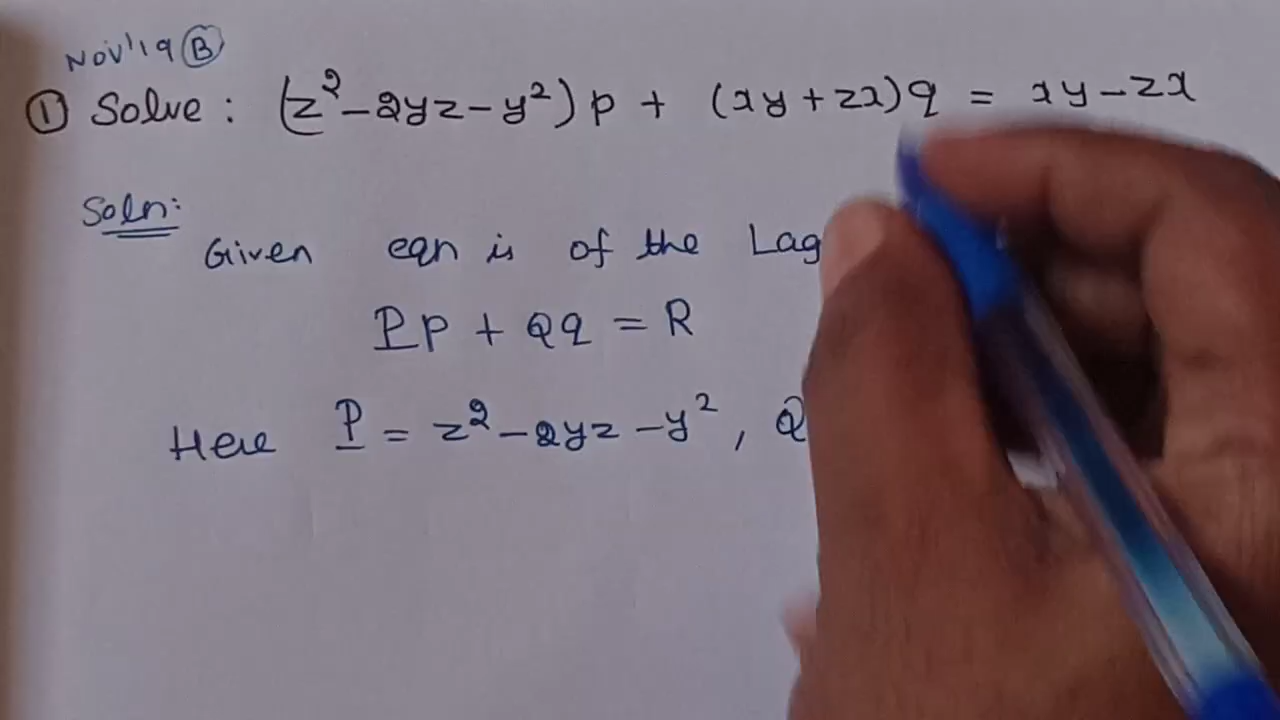 Nov'19 B
① Solve : (z² - 2yz - y²) p + (xy + zx) q = xy - zx
Soln:
Given eqn is of the Lag
Pp + Qq = R
Here P = z² - 2yz - y², Q